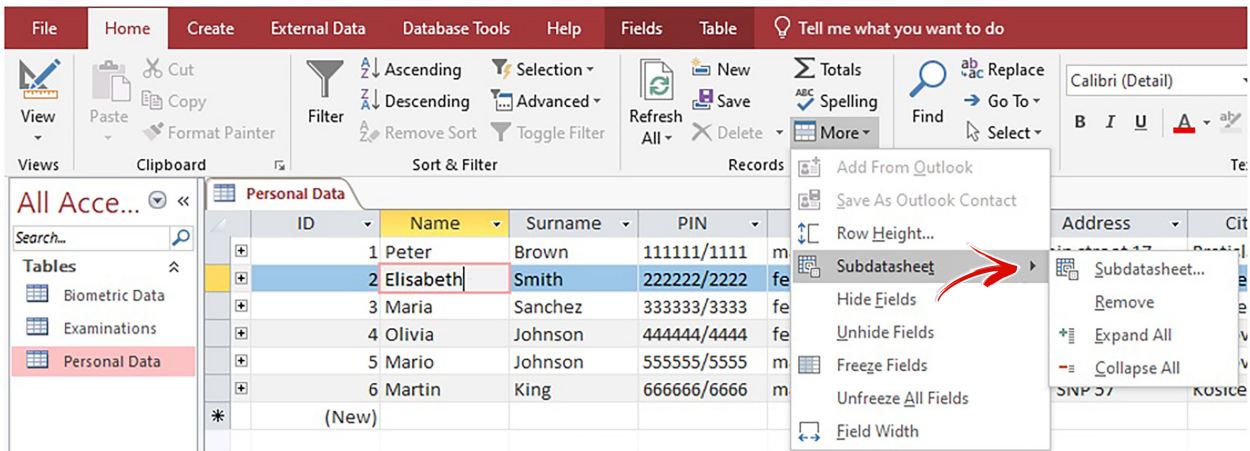 File Home Create External Data Database Tools Help Fields Table Tell me what you want to do
View
Views
Paste
Cut
Copy
Format Painter
Clipboard
Filter
Ascending
Descending
Remove Sort
Selection
Advanced
Toggle Filter
Sort & Filter
Refresh
All
New
Save
Delete
Totals
ABC Spelling
More
Records
Find
ab ac Replace
Go To
Select
Calibri (Detail)
B I U A
All Acce...
Search...
Tables
Biometric Data
Examinations
Personal Data
Personal Data
ID Name Surname PIN Address
1 Peter Brown 111111/1111
2 Elisabeth Smith 222222/2222
3 Maria Sanchez 333333/3333
4 Olivia Johnson 444444/4444
5 Mario Johnson 555555/5555
6 Martin King 666666/6666 SNP 57
(New)
Add From Outlook
Save As Outlook Contact
Row Height...
Subdatasheet
Hide Fields
Unhide Fields
Freeze Fields
Unfreeze All Fields
Field Width
Subdatasheet...
Remove
Expand All
Collapse All